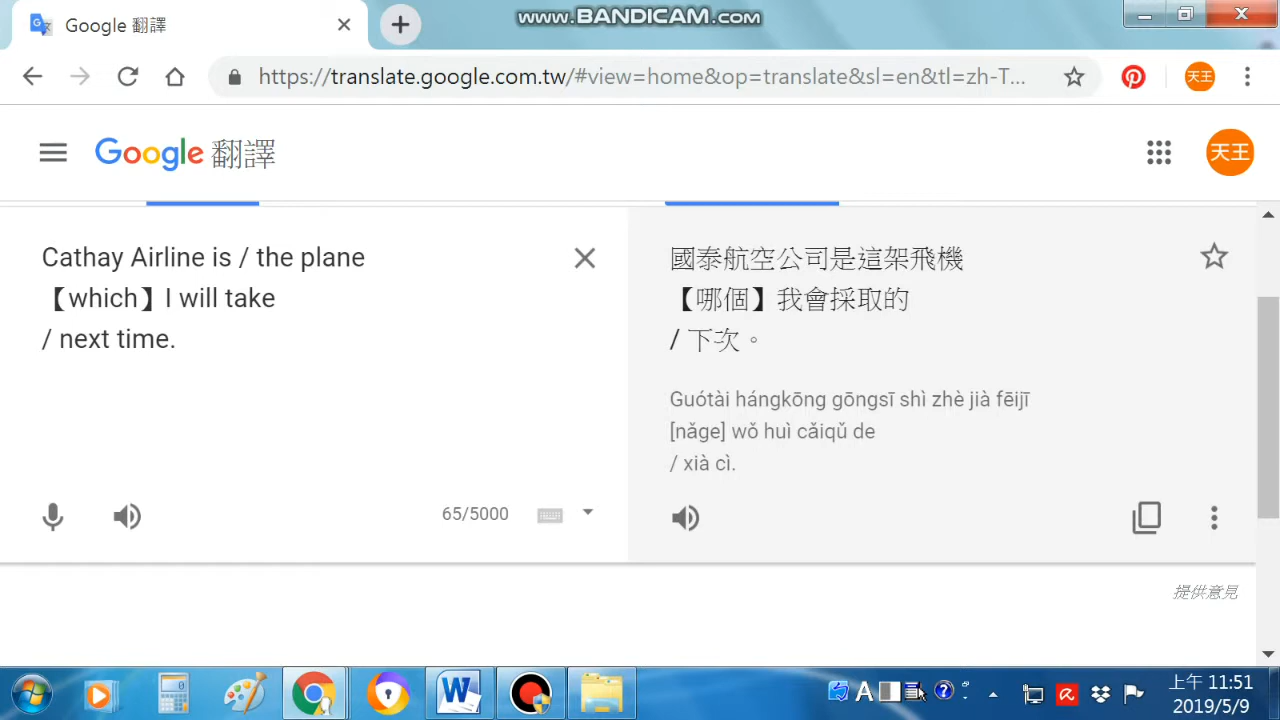 www.BANDICAM.com
Google 翻譯
https://translate.google.com.tw/#view=home&op=translate&sl=en&tl=zh-T...
天王
Google 翻譯
天王
Cathay Airline is / the plane
【which】I will take
/ next time.
國泰航空公司是這架飛機
【哪個】我會採取的
/ 下次。
Guótài hángkōng gōngsī shì zhè jià fēijī
[nǎge] wǒ huì cǎiqǔ de
/ xià cì.
65/5000
提供意見
上午 11:51
2019/5/9